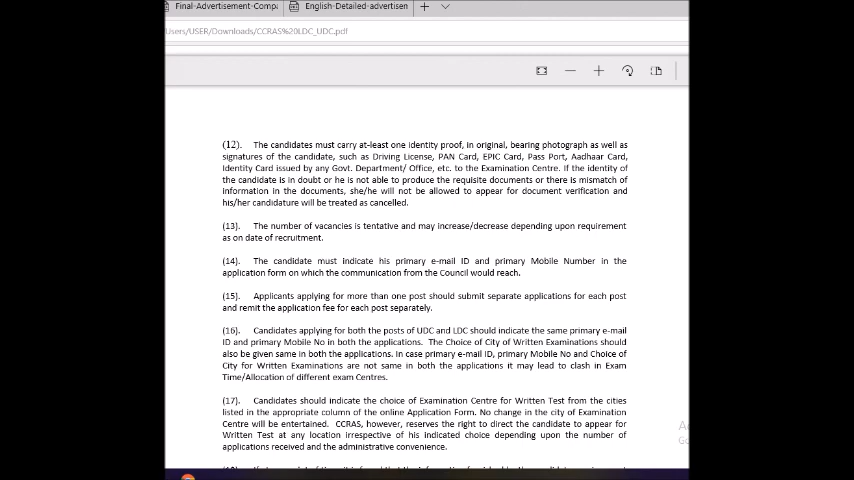 Final-Advertisement-Compa
English-Detailed-advertisen
Users/USER/Downloads/CCRAS%20LDC_UDC.pdf
(12). The candidates must carry at-least one identity proof, in original, bearing photograph as well as
signatures of the candidate, such as Driving License, PAN Card, EPIC Card, Pass Port, Aadhaar Card,
Identity Card issued by any Govt. Department/ Office, etc. to the Examination Centre. If the identity of
the candidate is in doubt or he is not able to produce the requisite documents or there is mismatch of
information in the documents, she/he will not be allowed to appear for document verification and
his/her candidature will be treated as cancelled.
(13). The number of vacancies is tentative and may increase/decrease depending upon requirement
as on date of recruitment.
(14). The candidate must indicate his primary e-mail ID and primary Mobile Number in the
application form on which the communication from the Council would reach.
(15). Applicants applying for more than one post should submit separate applications for each post
and remit the application fee for each post separately.
(16). Candidates applying for both the posts of UDC and LDC should indicate the same primary e-mail
ID and primary Mobile No in both the applications. The Choice of City of Written Examinations should
also be given same in both the applications. In case primary e-mail ID, primary Mobile No and Choice of
City for Written Examinations are not same in both the applications it may lead to clash in Exam
Time/Allocation of different exam Centres.
(17). Candidates should indicate the choice of Examination Centre for Written Test from the cities
listed in the appropriate column of the online Application Form. No change in the city of Examination
Centre will be entertained. CCRAS, however, reserves the right to direct the candidate to appear for
Written Test at any location irrespective of his indicated choice depending upon the number of
applications received and the administrative convenience.